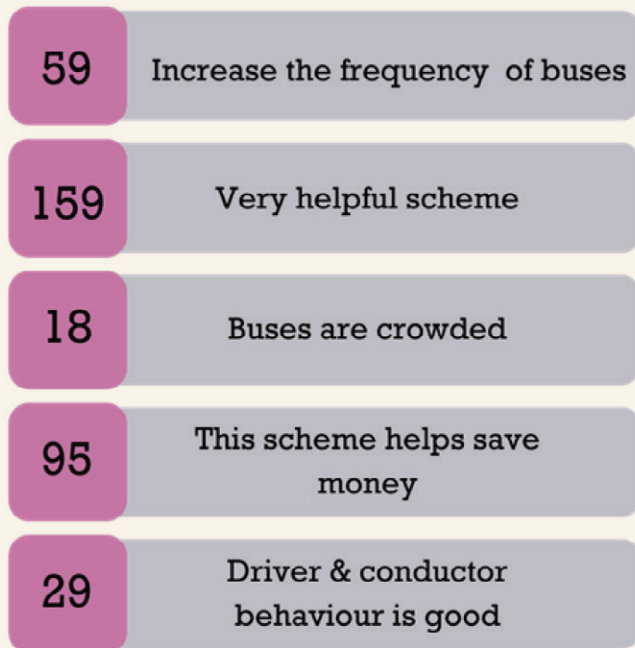 59
Increase the frequency of buses
159
Very helpful scheme
18
Buses are crowded
95
This scheme helps save
money
29
Driver & conductor
behaviour is good